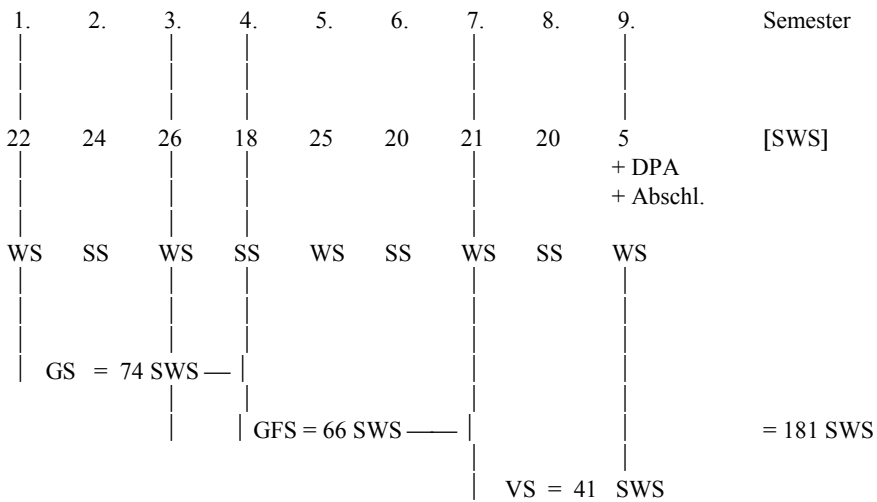 1. 2. 3. 4. 5. 6. 7. 8. 9. Semester
22 24 26 18 25 20 21 20 5 [SWS]
+ DPA
+ Abschl.
WS SS WS SS WS SS WS SS WS
GS = 74 SWS —
GFS = 66 SWS —— = 181 SWS
VS = 41 SWS